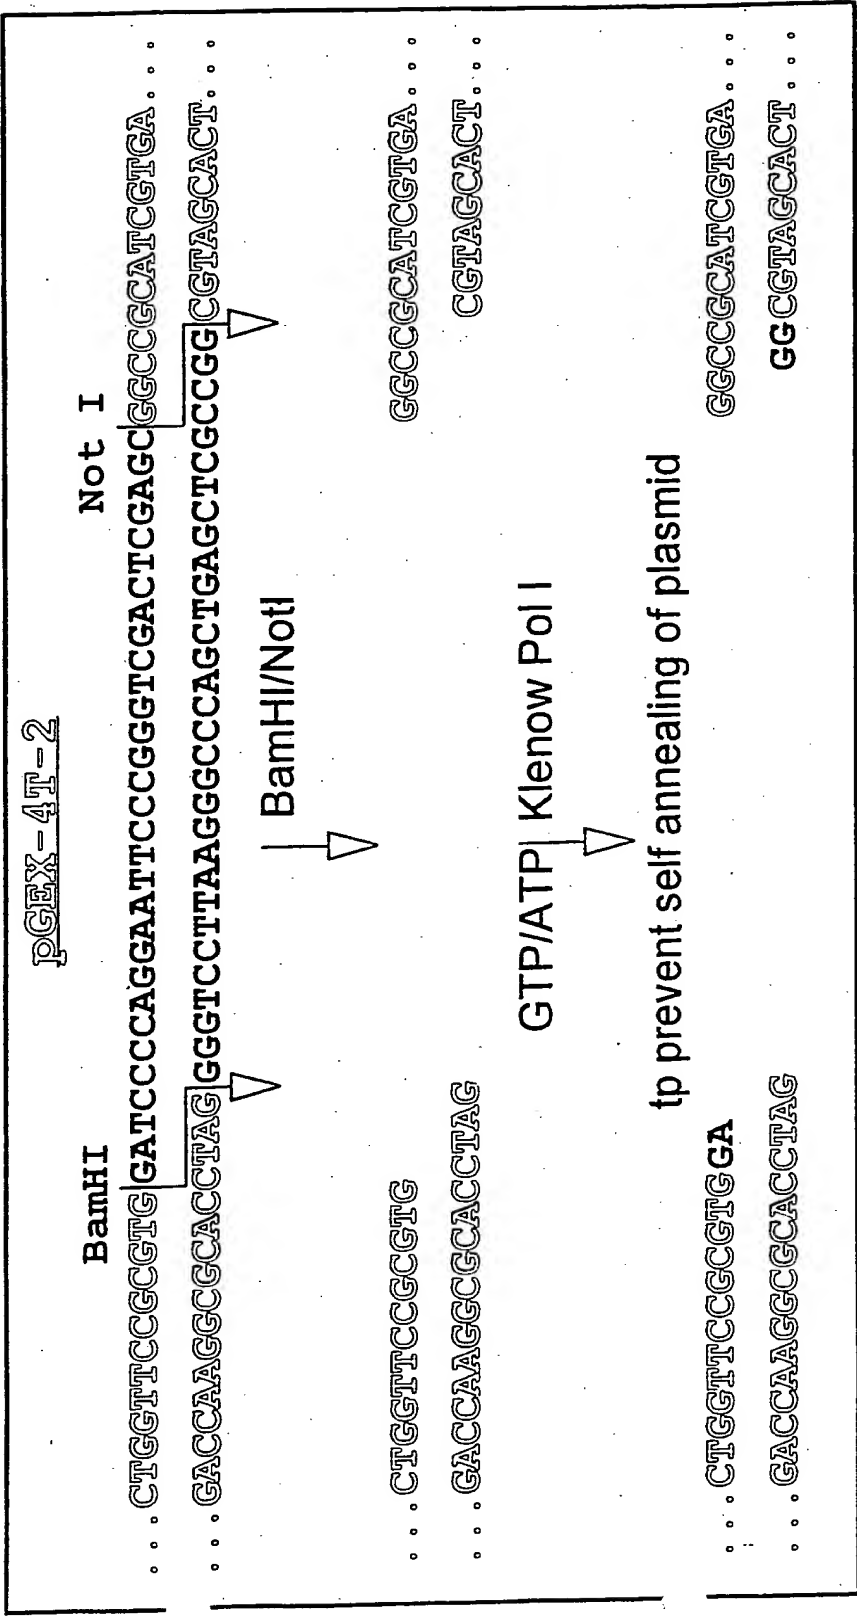 pGEX-4T-2
BamHI Not I
...CTGGTTCCGCGTGGATCCCCAGGAATTCCCGGGTCGACTCGAGCGGCCGCATCGTGA...
...GACCAAGGCGCACCTAGGGGTCCTTAAGGGCCCAGCTGAGCTCGCCGGCGTAGCACT...
BamHI/NotI
...CTGGTTCCGCGTG GGCCGCATCGTGA...
...GACCAAGGCGCACCTAG CGTAGCACT...
GTP/ATP Klenow Pol I
tp prevent self annealing of plasmid
...CTGGTTCCGCGTGGA GGCCGCATCGTGA...
...GACCAAGGCGCACCTAG GGCGTAGCACT...